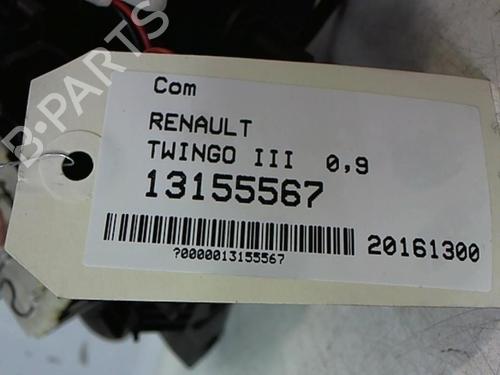 B-PARTS
Com
RENAULT
TWINGO III 0,9
13155567
20161300
?0000013155567